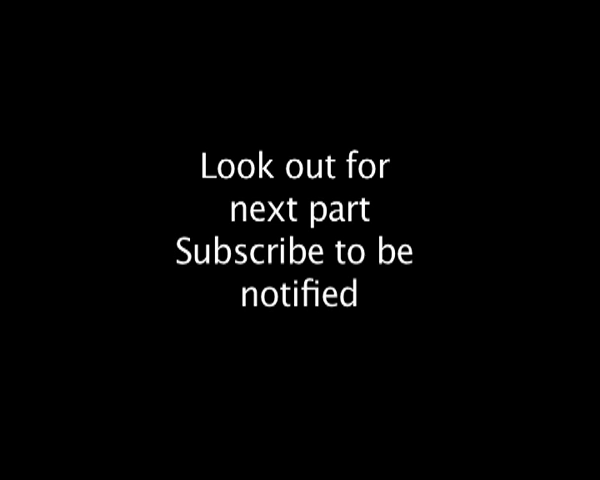 Look out for
next part
Subscribe to be
notified